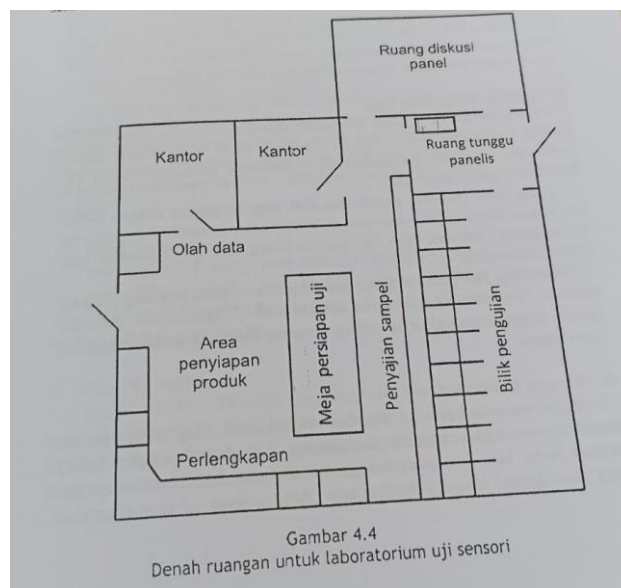 Ruang diskusi
panel
Kantor
Kantor
Ruang tunggu
panelis
Olah data
Area
penyiapan
produk
Meja persiapan uji
Penyajian sampel
Bilik pengujian
Perlengkapan
Gambar 4.4
Denah ruangan untuk laboratorium uji sensori